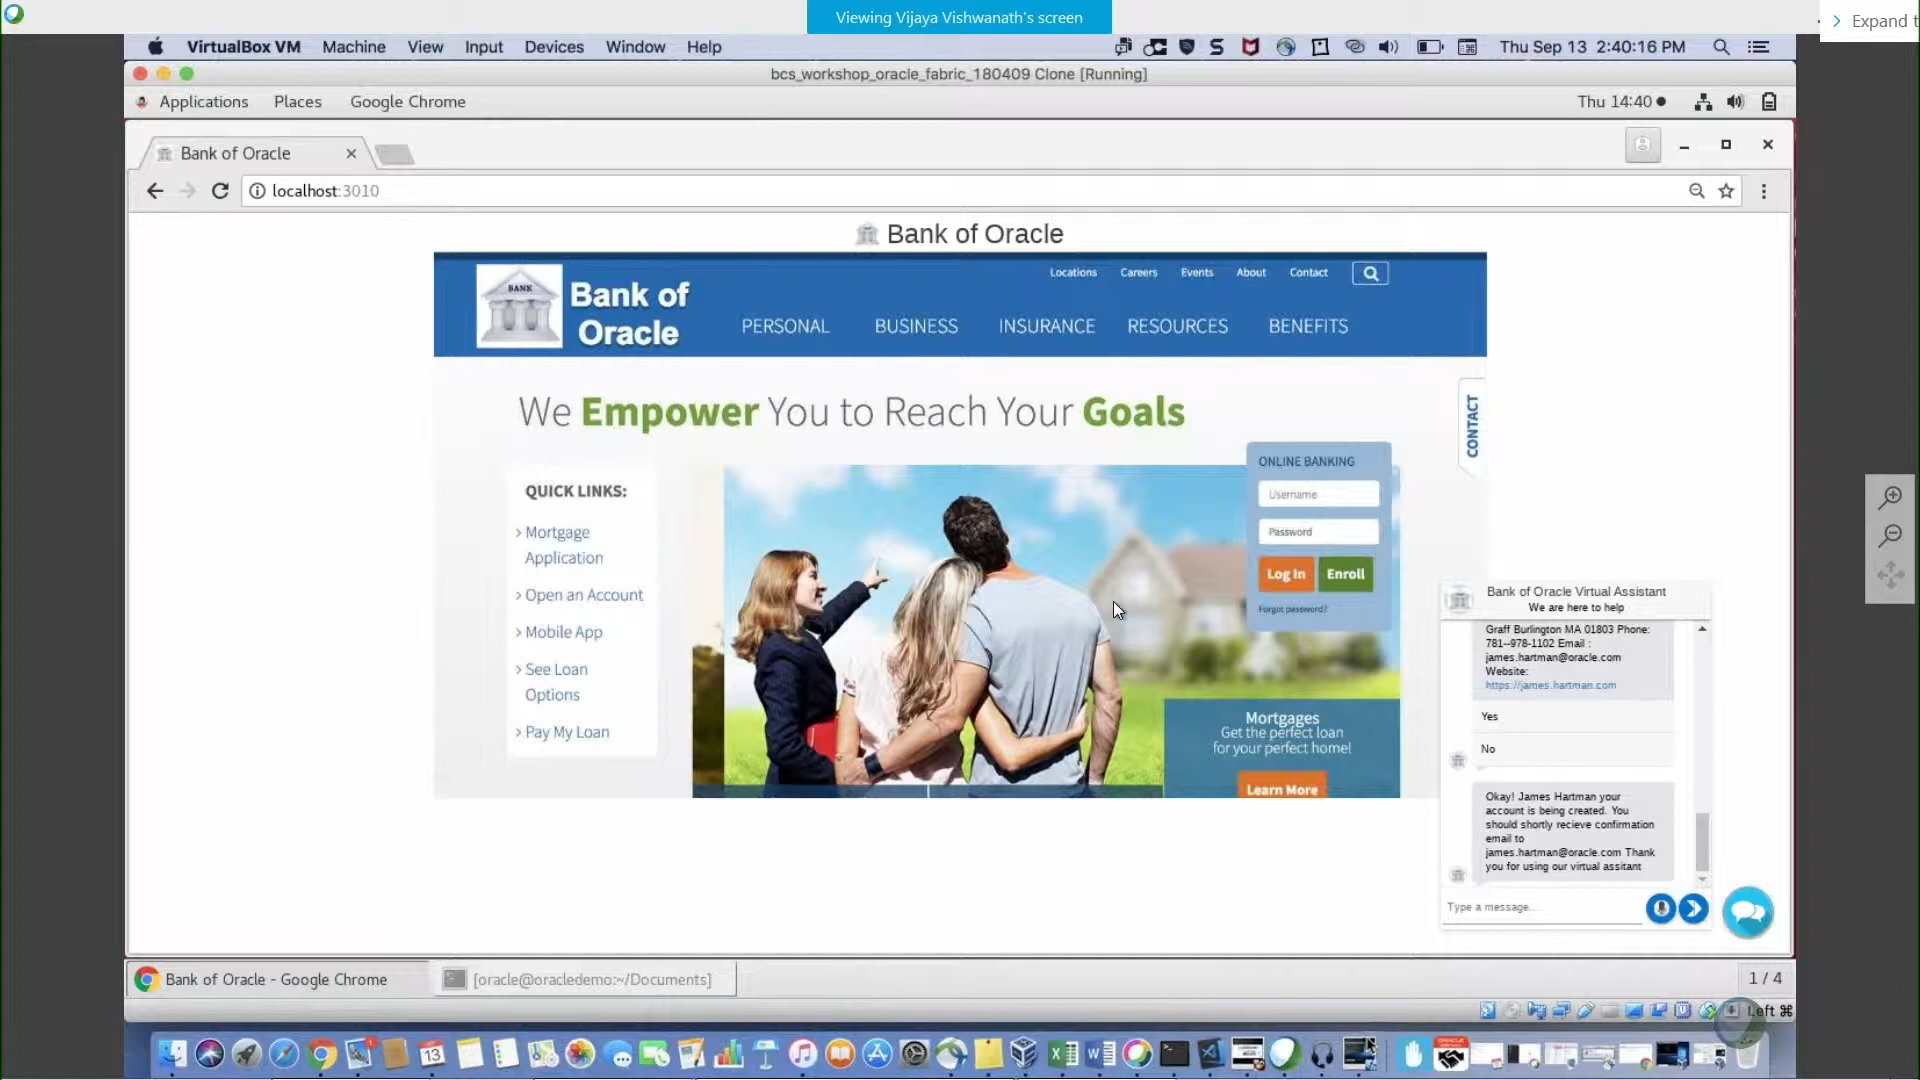 Viewing Vijaya Vishwanath's screen
Expand t
VirtualBox VM Machine View Input Devices Window Help
Thu Sep 13 2:40:16 PM
bcs_workshop_oracle_fabric_180409 Clone [Running]
Applications Places Google Chrome
Thu 14:40
Bank of Oracle
localhost:3010
Bank of Oracle
Locations Careers Events About Contact
BANK
Bank of
Oracle
PERSONAL BUSINESS INSURANCE RESOURCES BENEFITS
We Empower You to Reach Your Goals
CONTACT
QUICK LINKS:
Mortgage
Application
Open an Account
Mobile App
See Loan
Options
Pay My Loan
ONLINE BANKING
Username
Password
Log In Enroll
Forgot password?
Mortgages
Get the perfect loan
for your perfect home!
Learn More
Bank of Oracle Virtual Assistant
We are here to help
Graff Burlington MA 01803 Phone:
781--978-1102 Email :
james.hartman@oracle.com
Website:
https://james.hartman.com
Yes
No
Okay! James Hartman your
account is being created. You
should shortly recieve confirmation
email to
james.hartman@oracle.com Thank
you for using our virtual assitant
Type a message...
Bank of Oracle - Google Chrome
[oracle@oracledemo:~/Documents]
1 / 4
Left ⌘
13